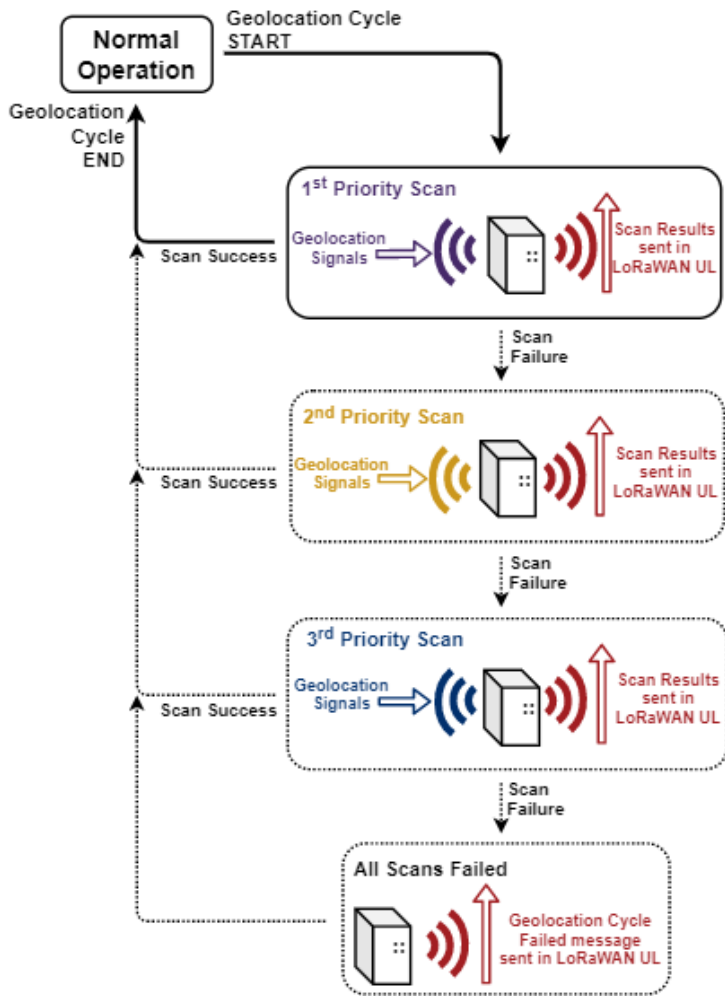 Normal
Operation
Geolocation Cycle
START
Geolocation
Cycle
END
1st Priority Scan
Geolocation
Signals
Scan Results
sent in
LoRaWAN UL
Scan Success
Scan
Failure
2nd Priority Scan
Geolocation
Signals
Scan Results
sent in
LoRaWAN UL
Scan Success
Scan
Failure
3rd Priority Scan
Geolocation
Signals
Scan Results
sent in
LoRaWAN UL
Scan Success
Scan
Failure
All Scans Failed
Geolocation Cycle
Failed message
sent in LoRaWAN UL